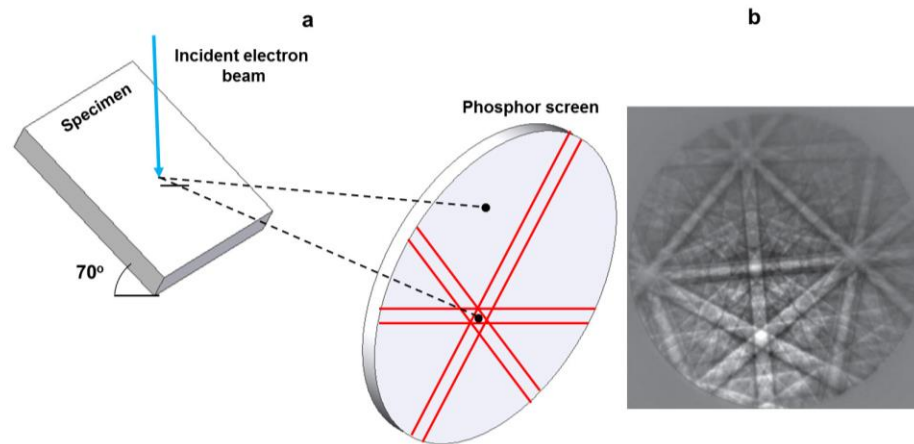 a
b
Incident electron
beam
Specimen
Phosphor screen
70º